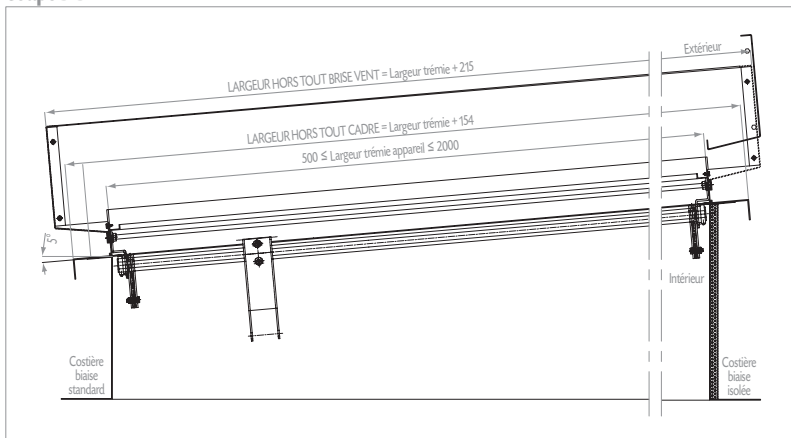 Extérieur
LARGEUR HORS TOUT BRISE VENT = Largeur trémie + 215
LARGEUR HORS TOUT CADRE = Largeur trémie + 154
500 ≤ Largeur trémie appareil ≤ 2000
5°
Intérieur
Costière
biaise
standard
Costière
biaise
isolée